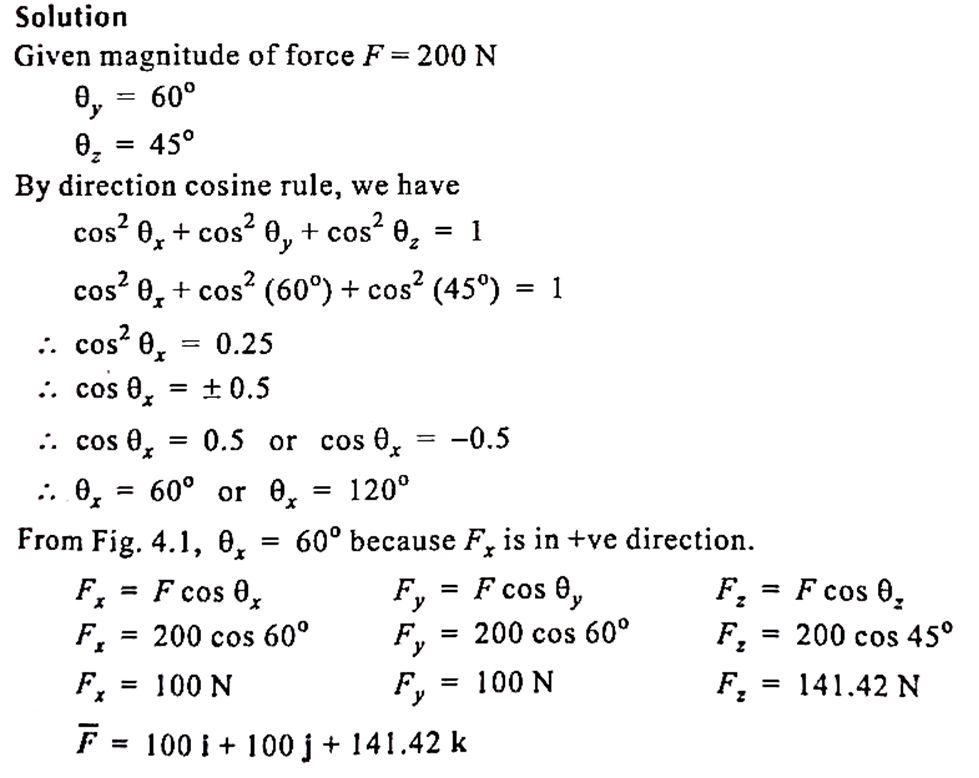 Solution
Given magnitude of force F = 200 N
θy = 60°
θz = 45°
By direction cosine rule, we have
cos² θx + cos² θy + cos² θz = 1
cos² θx + cos² (60°) + cos² (45°) = 1
∴ cos² θx = 0.25
∴ cos θx = ± 0.5
∴ cos θx = 0.5 or cos θx = −0.5
∴ θx = 60° or θx = 120°
From Fig. 4.1, θx = 60° because Fx is in +ve direction.
Fx = F cos θx Fy = F cos θy Fz = F cos θz
Fx = 200 cos 60° Fy = 200 cos 60° Fz = 200 cos 45°
Fx = 100 N Fy = 100 N Fz = 141.42 N
F̅ = 100 i + 100 j + 141.42 k